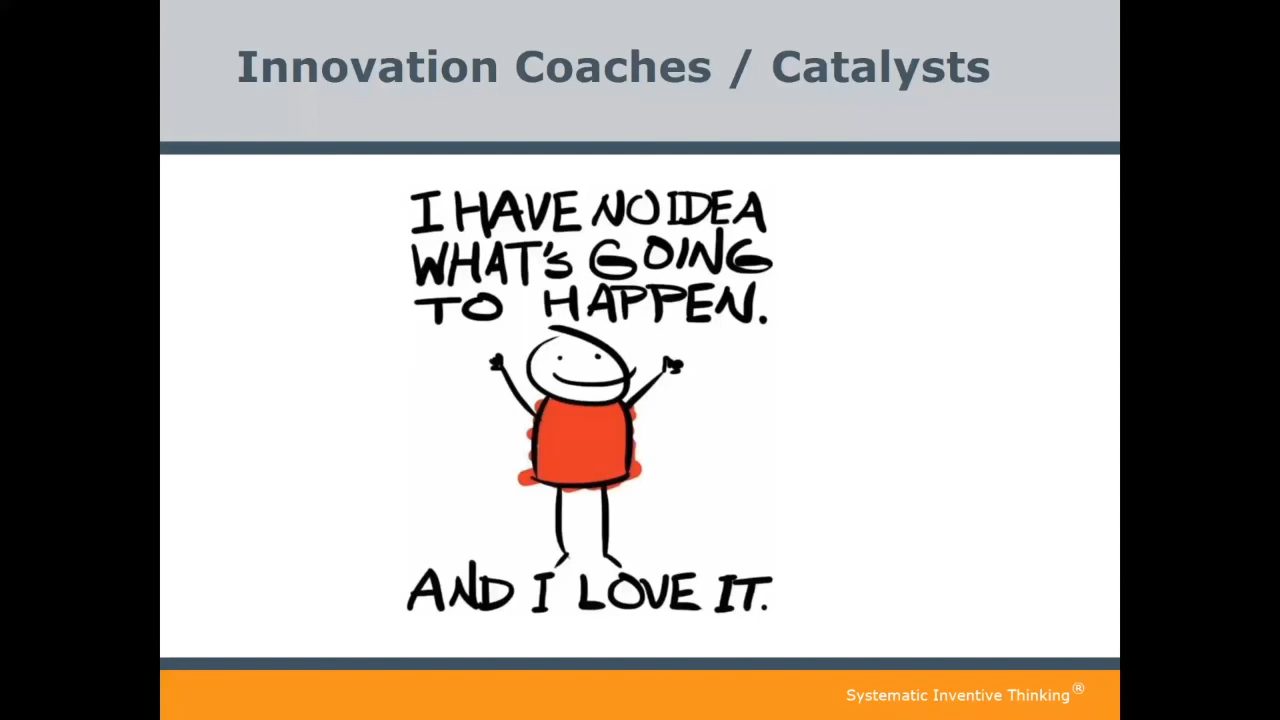 Innovation Coaches / Catalysts
I HAVE NO IDEA
WHAT'S GOING
TO HAPPEN.
AND I LOVE IT.
Systematic Inventive Thinking®